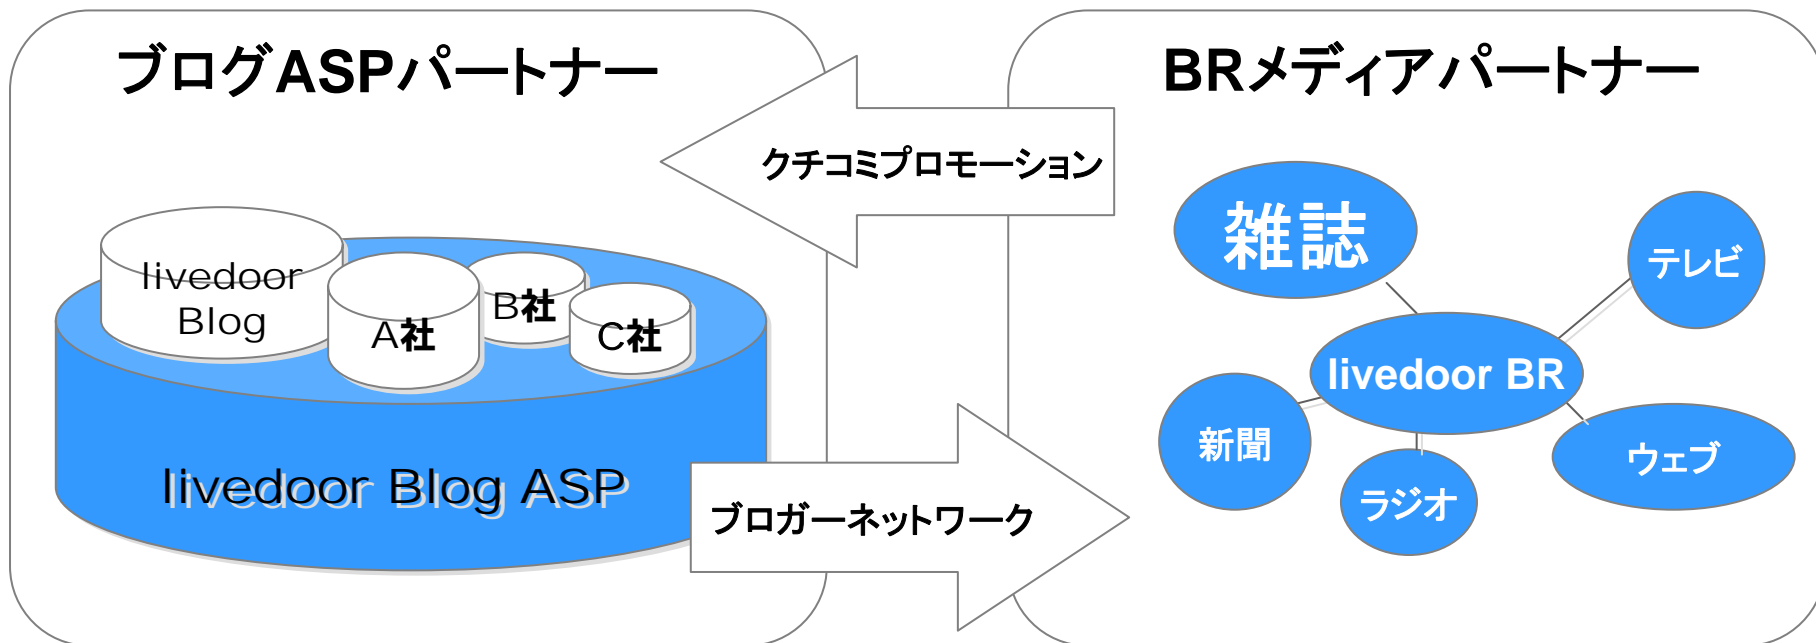 ブログASPパートナー
livedoor
Blog
A社
B社
C社
livedoor Blog ASP
クチコミプロモーション
ブロガーネットワーク
BRメディアパートナー
雑誌
テレビ
livedoor BR
新聞
ラジオ
ウェブ